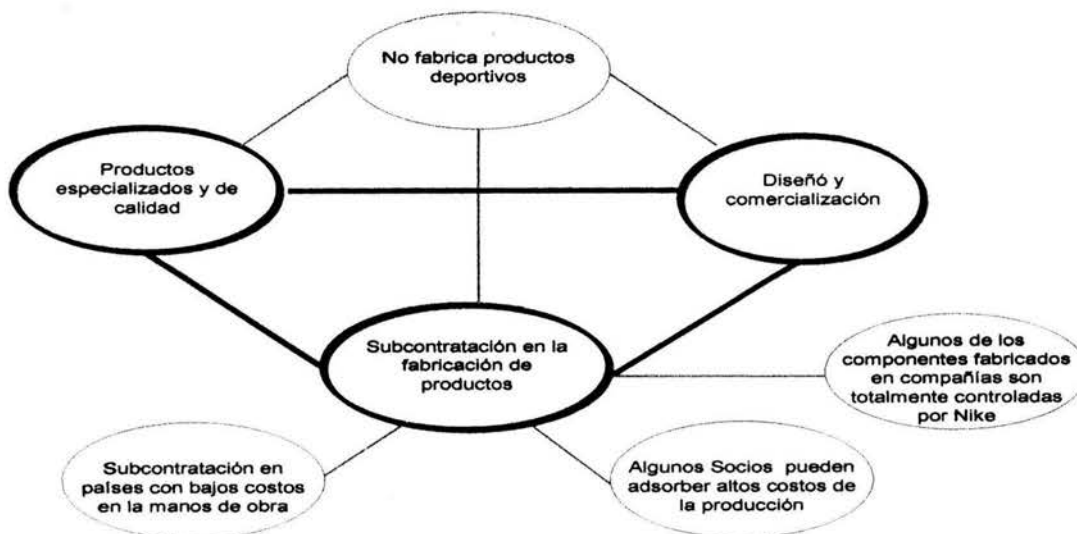 No fabrica productos
deportivos
Productos
especializados y de
calidad
Diseñó y
comercialización
Subcontratación en la
fabricación de
productos
Algunos de los
componentes fabricados
en compañías son
totalmente controladas
por Nike
Subcontratación en
países con bajos costos
en la manos de obra
Algunos Socios pueden
adsorber altos costos de
la producción